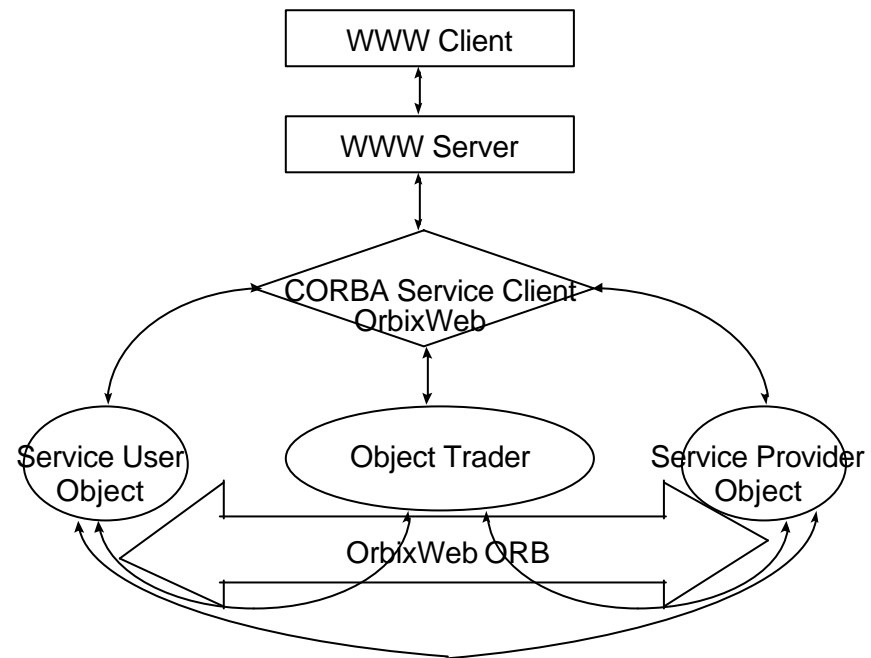 WWW Client
WWW Server
CORBA Service Client
OrbixWeb
Service User
Object
Object Trader
Service Provider
Object
OrbixWeb ORB